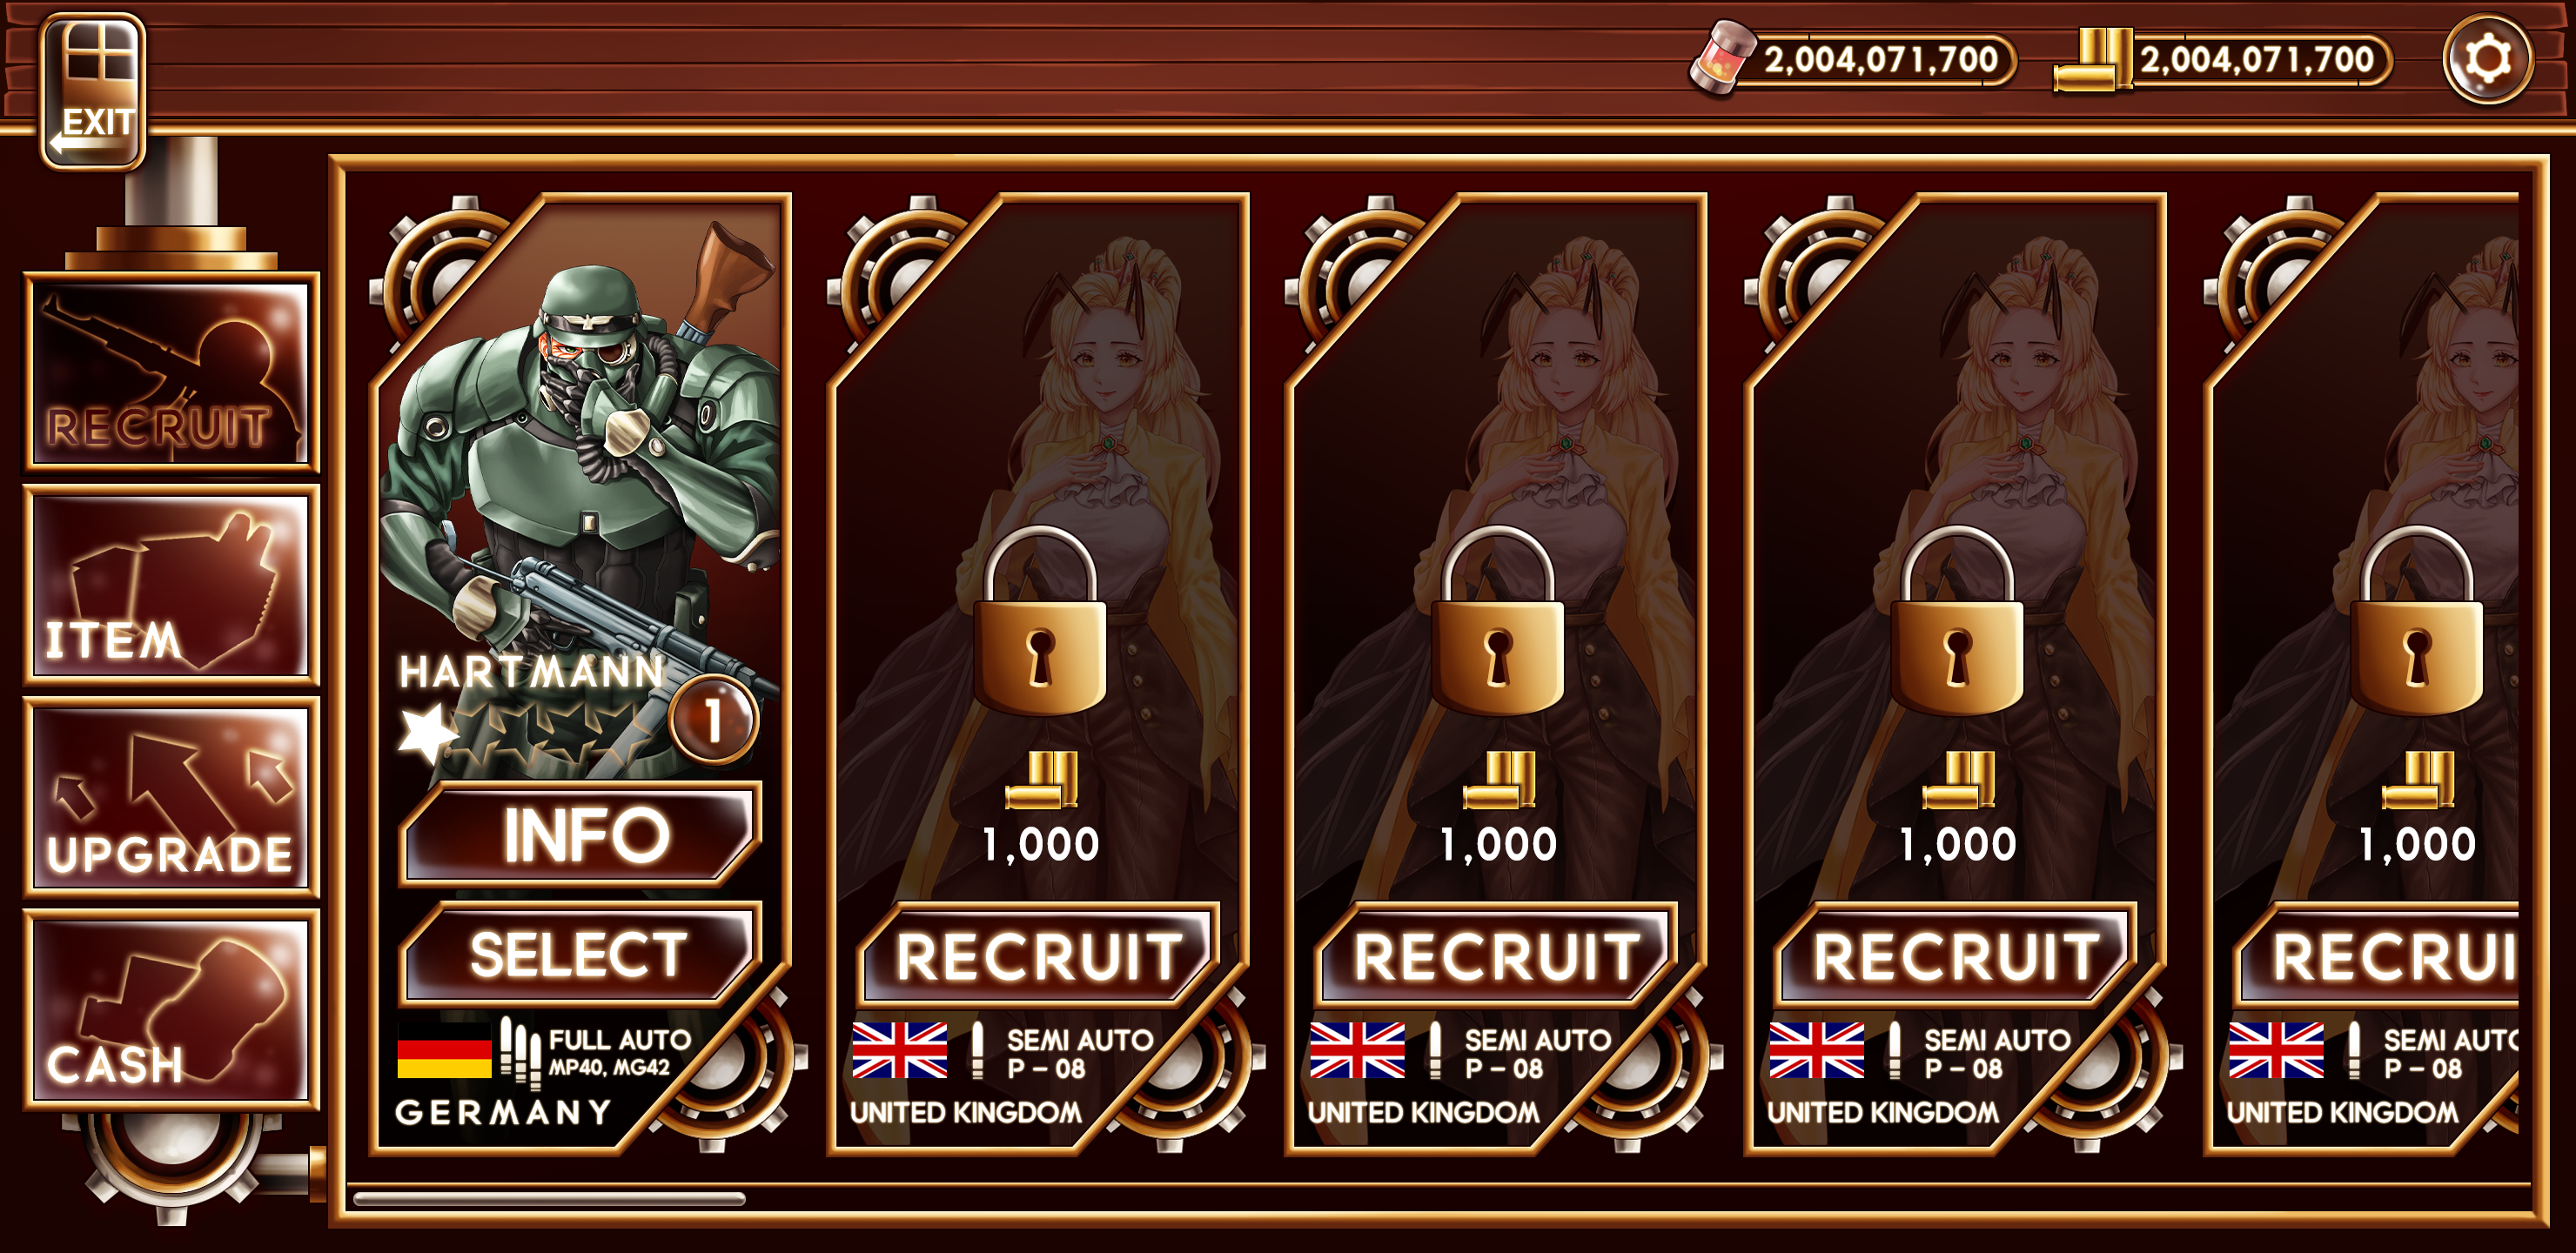 EXIT
2,004,071,700
2,004,071,700
RECRUIT
ITEM
UPGRADE
CASH
HARTMANN
1
INFO
SELECT
FULL AUTO
MP40, MG42
GERMANY
1,000
RECRUIT
SEMI AUTO
P - 08
UNITED KINGDOM
1,000
RECRUIT
SEMI AUTO
P - 08
UNITED KINGDOM
1,000
RECRUIT
SEMI AUTO
P - 08
UNITED KINGDOM
1,000
RECRUI
SEMI AUTO
P - 08
UNITED KINGDOM